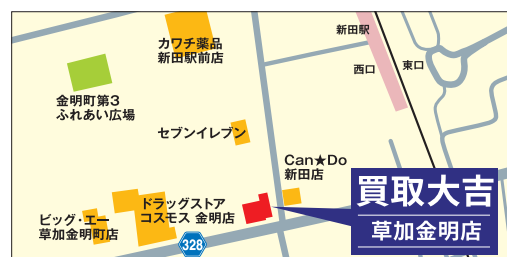 カワチ薬品
新田駅前店
新田駅
西口
東口
金明町第3
ふれあい広場
セブンイレブン
Can★Do
新田店
買取大吉
草加金明店
ドラッグストア
コスモス 金明店
ビッグ・エー
草加金明町店
328